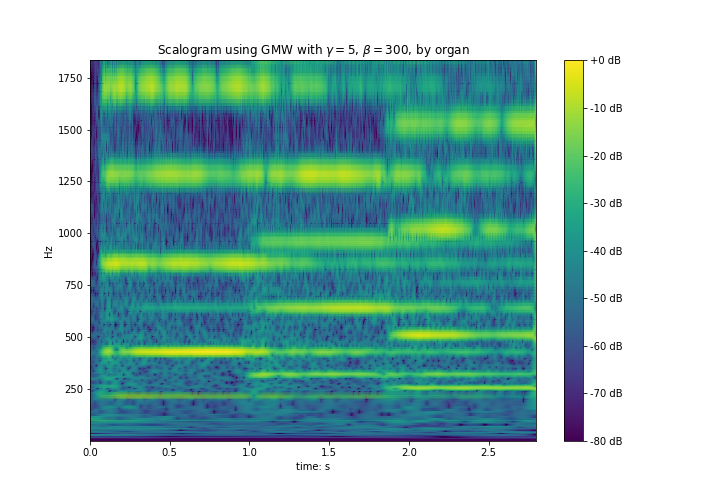 Scalogram using GMW with γ = 5, β = 300, by organ
Hz
1750
1500
1250
1000
750
500
250
0.0 0.5 1.0 1.5 2.0 2.5
time: s
+0 dB
-10 dB
-20 dB
-30 dB
-40 dB
-50 dB
-60 dB
-70 dB
-80 dB